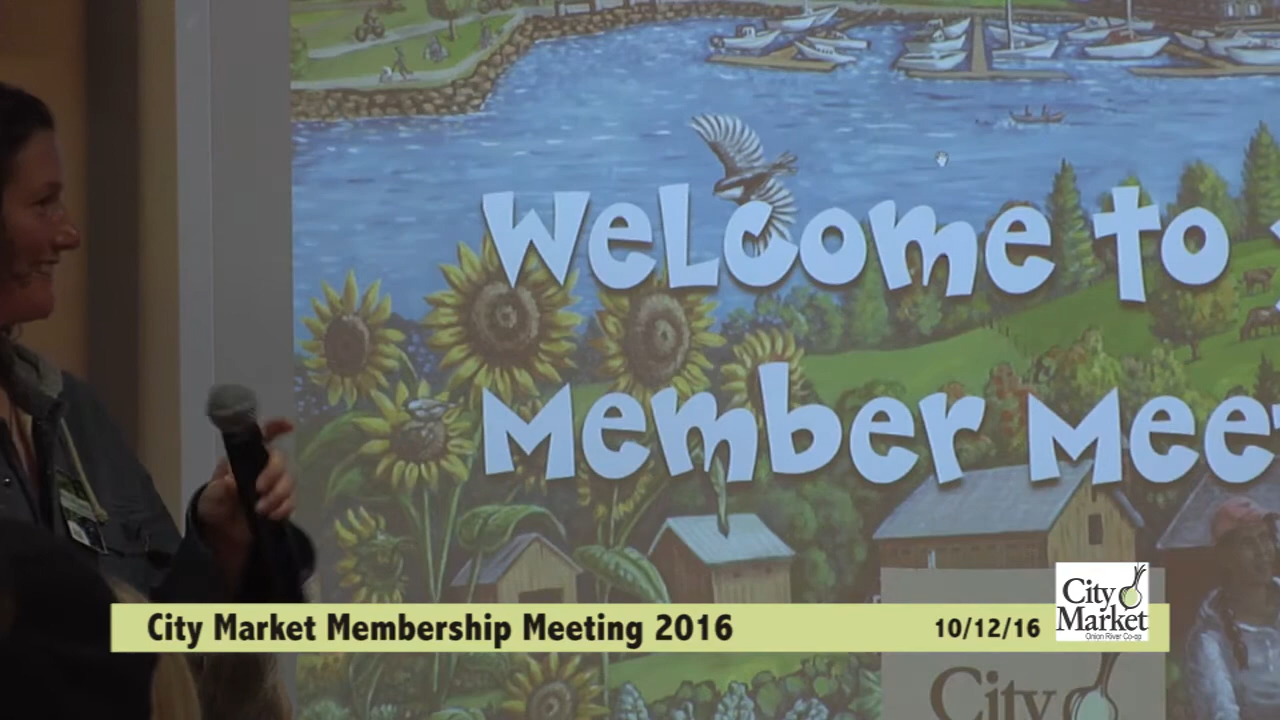 Welcome to
Member Mee
City Market Membership Meeting 2016
10/12/16
City
Market
Onion River Co-op
City